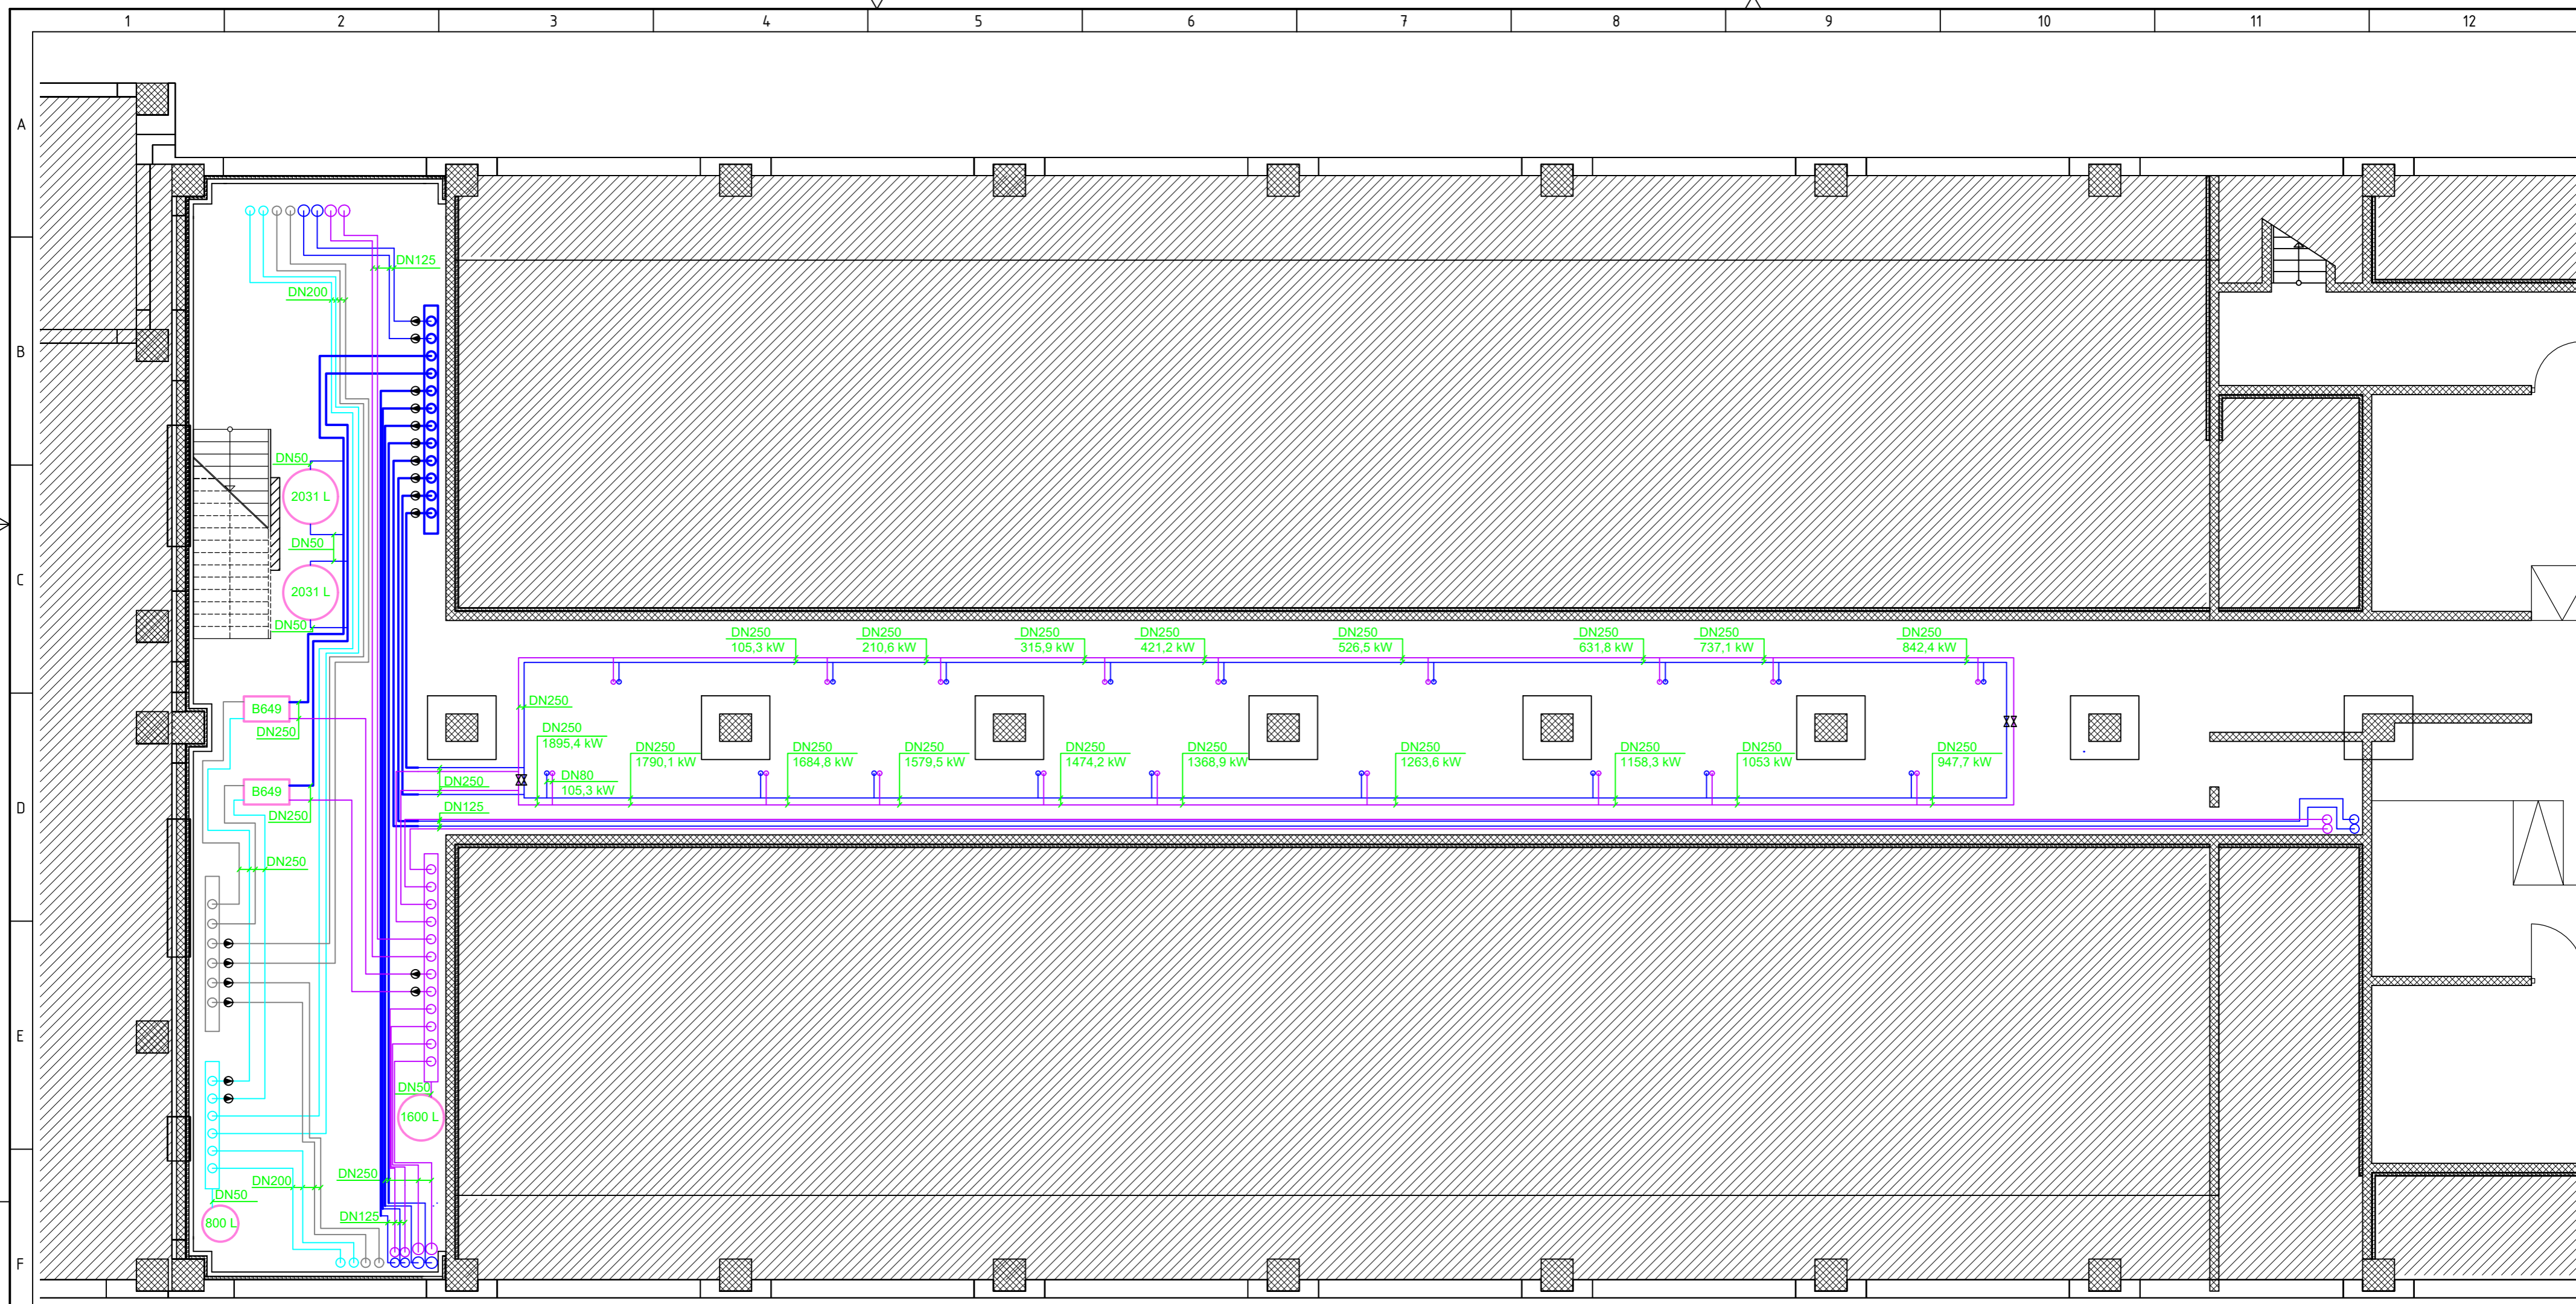 1 2 3 4 5 6 7 8 9 10 11 12
A
DN125
DN200
B
DN50
2031 L
DN50
C
2031 L
DN50
DN250 DN250 DN250 DN250 DN250 DN250 DN250 DN250
105,3 kW 210,6 kW 315,9 kW 421,2 kW 526,5 kW 631,8 kW 737,1 kW 842,4 kW
B649
DN250
DN250
DN250
1895,4 kW
DN250 DN250 DN250 DN250 DN250 DN250 DN250 DN250 DN250
1790,1 kW 1684,8 kW 1579,5 kW 1474,2 kW 1368,9 kW 1263,6 kW 1158,3 kW 1053 kW 947,7 kW
DN80
105,3 kW
DN250
B649
DN250
DN125
D
DN250
E
DN50
1600 L
DN250
DN200
DN50
DN125
800 L
F